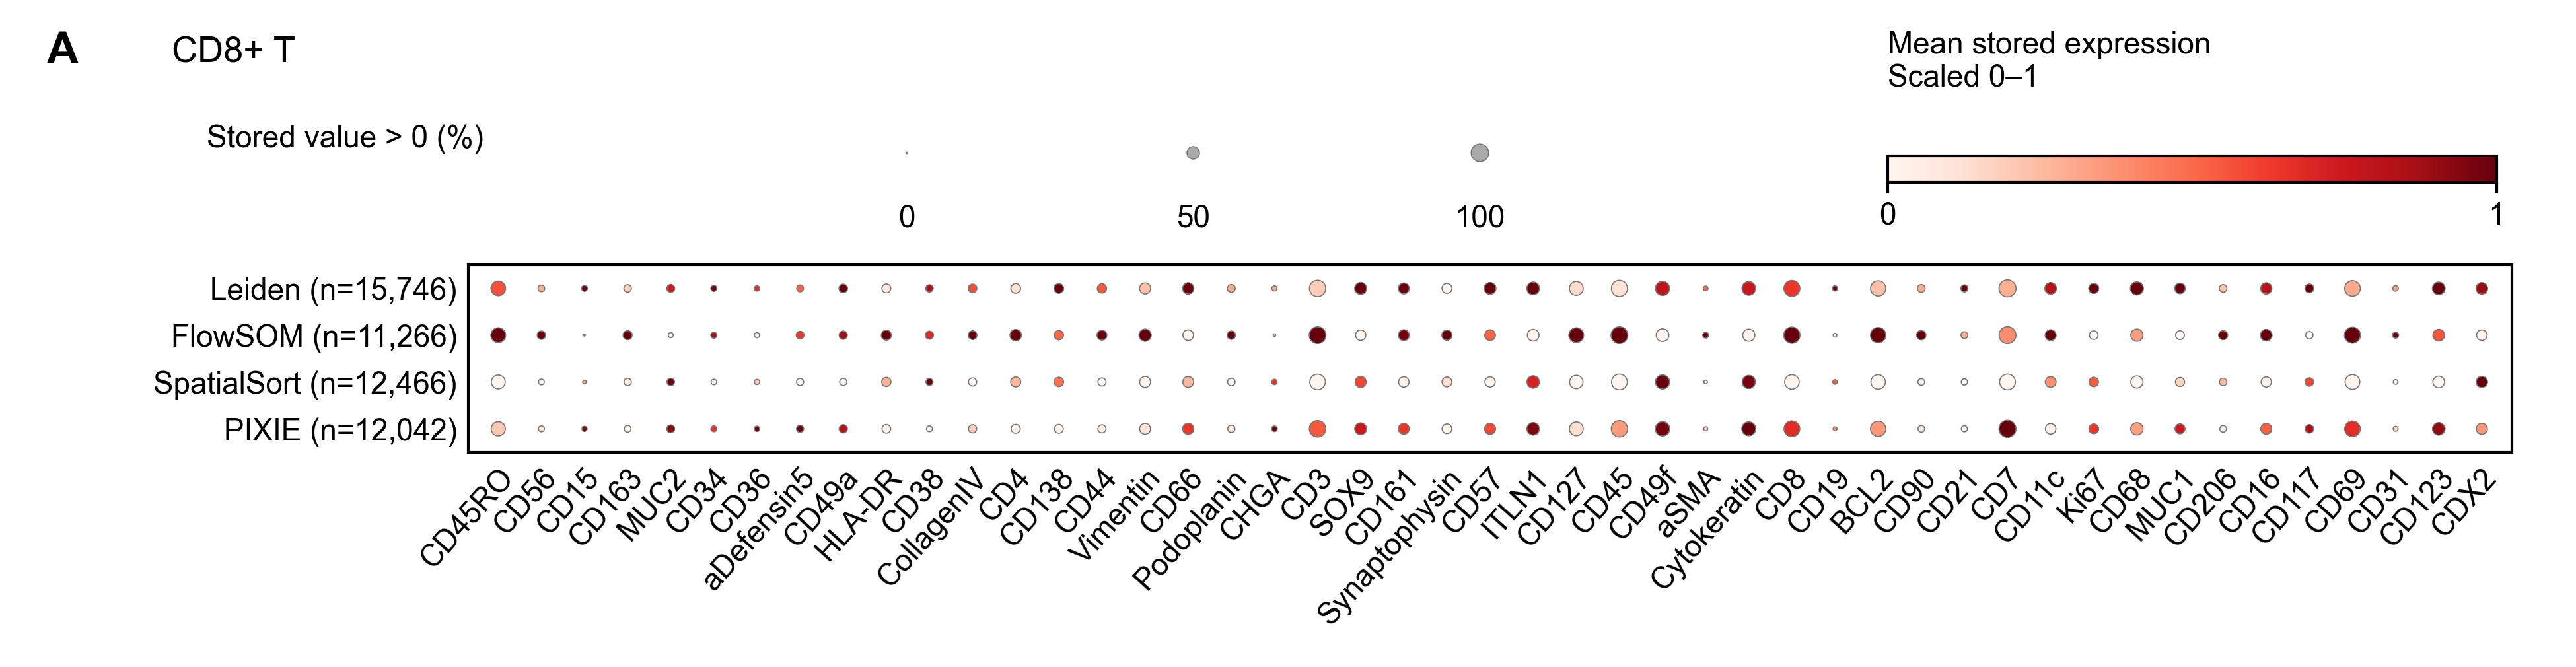 A
CD8+ T
Mean stored expression
Scaled 0–1
Stored value > 0 (%)
0
50
100
0
1
Leiden (n=15,746)
FlowSOM (n=11,266)
SpatialSort (n=12,466)
PIXIE (n=12,042)
CD45RO
CD56
CD15
CD163
MUC2
CD34
CD36
aDefensin5
CD49a
HLA-DR
CD38
CollagenIV
CD4
CD138
CD44
Vimentin
CD66
Podoplanin
CHGA
CD3
SOX9
CD161
Synaptophysin
CD57
ITLN1
CD127
CD45
CD49f
aSMA
Cytokeratin
CD8
CD19
BCL2
CD90
CD21
CD7
CD11c
Ki67
CD68
MUC1
CD206
CD16
CD117
CD69
CD31
CD123
CDX2